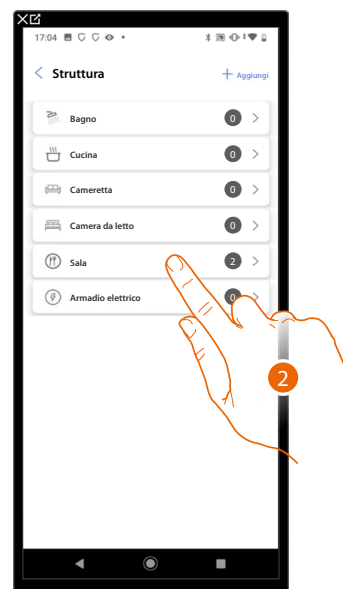 17:04
Struttura
+ Aggiungi
Bagno 0
Cucina 0
Cameretta 0
Camera da letto 0
Sala 2
Armadio elettrico 0
2